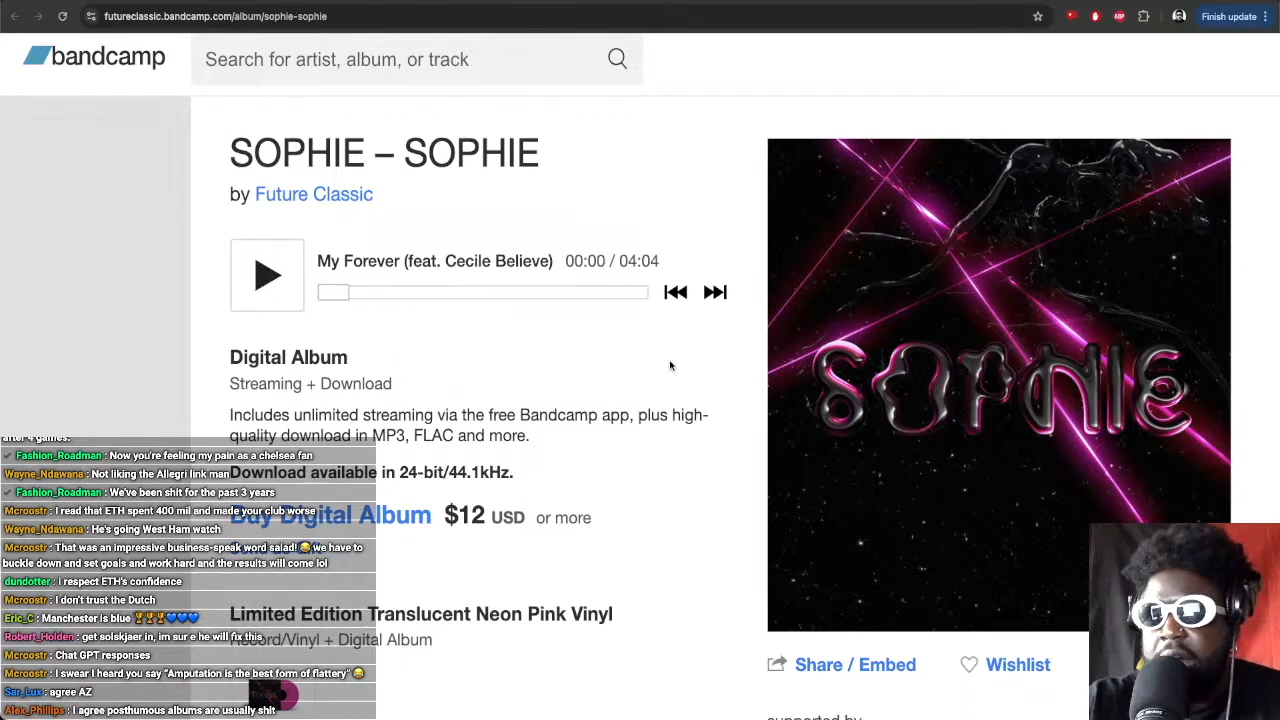 futureclassic.bandcamp.com/album/sophie-sophie
ABP
Finish update
bandcamp
Search for artist, album, or track
SOPHIE – SOPHIE
by Future Classic
My Forever (feat. Cecile Believe) 00:00 / 04:04
SOPHIE
Digital Album
Streaming + Download
Includes unlimited streaming via the free Bandcamp app, plus high-
quality download in MP3, FLAC and more.
Download available in 24-bit/44.1kHz.
Buy Digital Album $12 USD or more
Limited Edition Translucent Neon Pink Vinyl
Record/Vinyl + Digital Album
Share / Embed
Wishlist
supported by
after 4 games.
Fashion_Roadman : Now you're feeling my pain as a chelsea fan
Wayne_Ndawana : Not liking the Allegri link man
Fashion_Roadman : We've been shit for the past 3 years
Mcroostr : I read that ETH spent 400 mil and made your club worse
Wayne_Ndawana : He's going West Ham watch
Mcroostr : That was an impressive business-speak word salad! 😂 we have to
buckle down and set goals and work hard and the results will come lol
dundotter : i respect ETH's confidence
Mcroostr : I don't trust the Dutch
Eric_C : Manchester is blue 🏆🏆🏆💙💙💙
Robert_Holden : get solskjaer in, im sur e he will fix this
Mcroostr : Chat GPT responses
Mcroostr : I swear I heard you say “Amputation is the best form of flattery” 😂
Sar_Lux : agree AZ
Alex_Phillips : I agree posthumous albums are usually shit